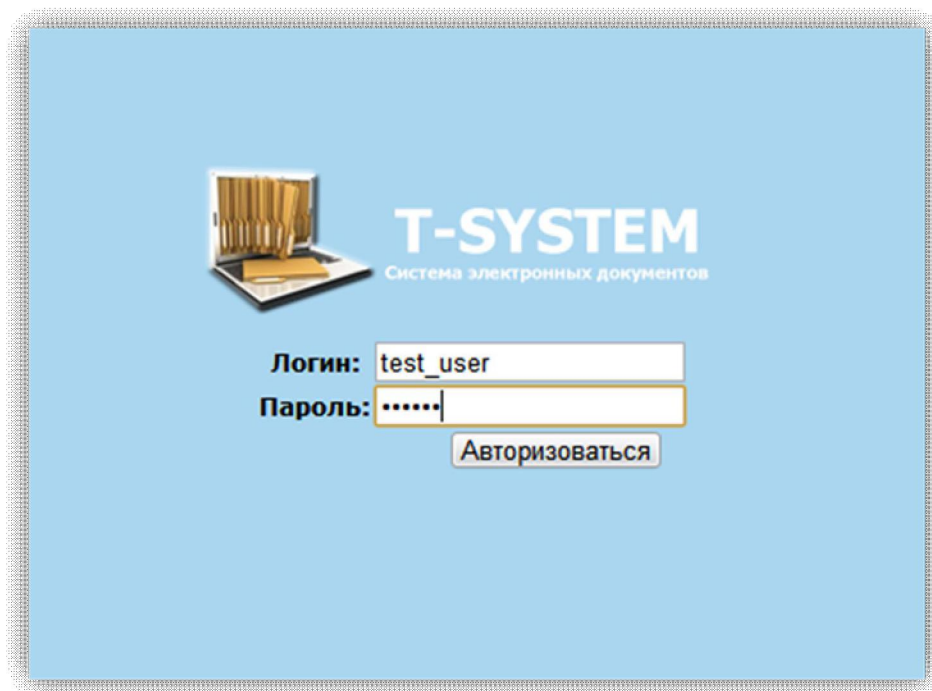 T-SYSTEM
Система электронных документов
Логин: test_user
Пароль: ••••••
Авторизоваться